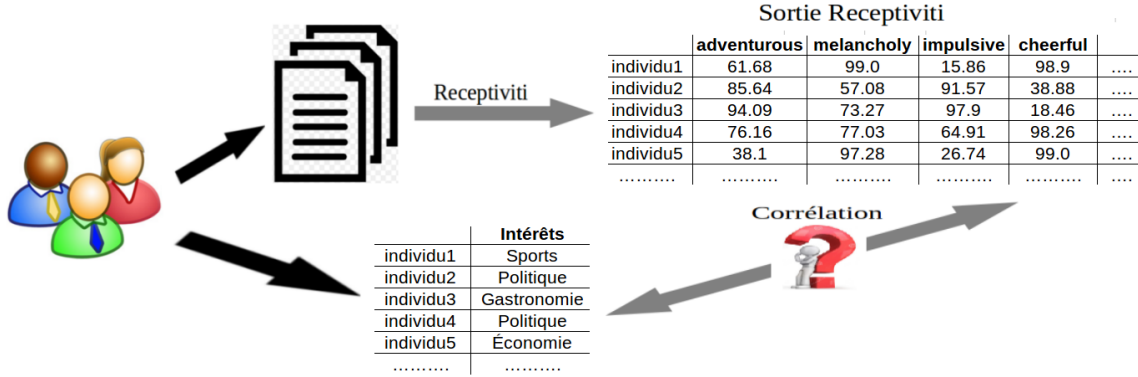 Sortie Receptiviti
adventurous melancholy impulsive cheerful
individu1 61.68 99.0 15.86 98.9 ....
individu2 85.64 57.08 91.57 38.88 ....
individu3 94.09 73.27 97.9 18.46 ....
individu4 76.16 77.03 64.91 98.26 ....
individu5 38.1 97.28 26.74 99.0 ....
………. ………. ………. ………. ………. ....
Receptiviti
Corrélation
?
Intérêts
individu1 Sports
individu2 Politique
individu3 Gastronomie
individu4 Politique
individu5 Économie
………. ……….